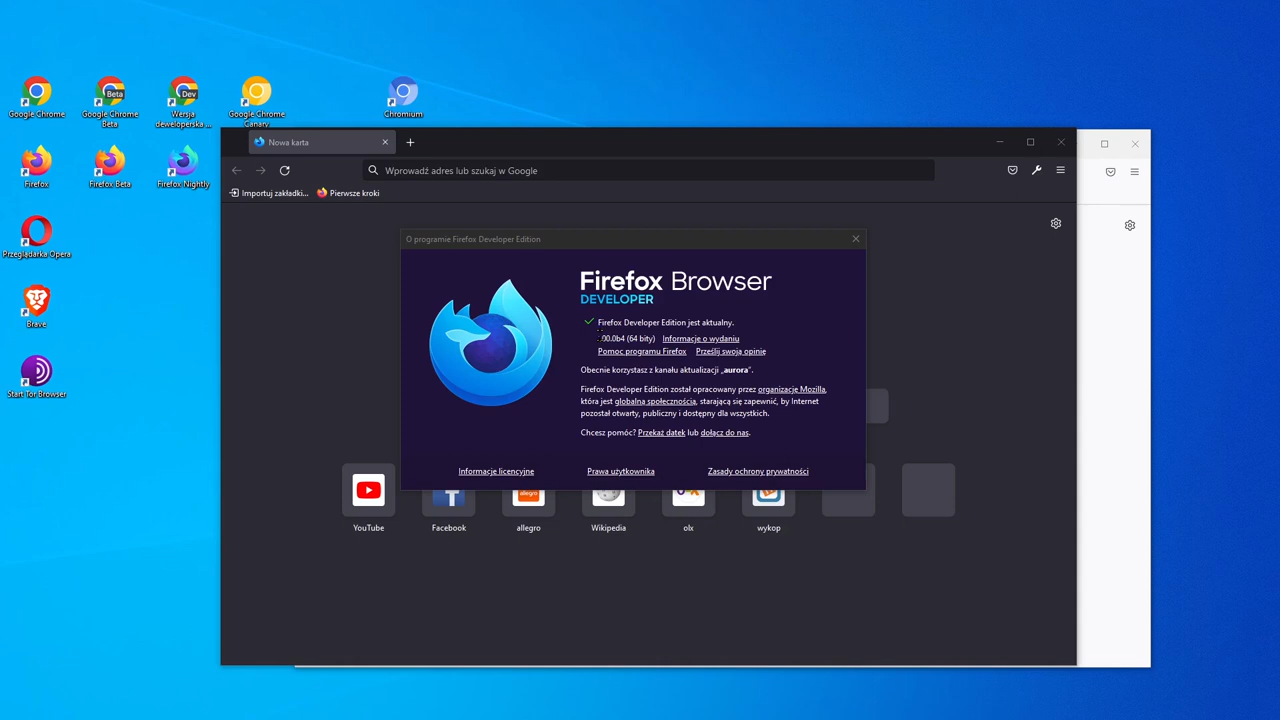 Google Chrome
Google Chrome Beta
Beta
Wersja deweloperska ...
Dev
Google Chrome Canary
Chromium
Firefox
Firefox Beta
Firefox Nightly
Przeglądarka Opera
Brave
Start Tor Browser
Nowa karta
Wprowadź adres lub szukaj w Google
Importuj zakładki...
Pierwsze kroki
O programie Firefox Developer Edition
Firefox Browser
DEVELOPER
Firefox Developer Edition jest aktualny.
(64 bity) Informacje o wydaniu
Pomoc programu Firefox Prześlij swoją opinię
Obecnie korzystasz z kanału aktualizacji „aurora”.
Firefox Developer Edition został opracowany przez organizację Mozilla,
która jest globalną społecznością, starającą się zapewnić, by Internet
pozostał otwarty, publiczny i dostępny dla wszystkich.
Chcesz pomóc? Przekaż datek lub dołącz do nas.
Informacje licencyjne
Prawa użytkownika
Zasady ochrony prywatności
allegro
YouTube
Facebook
allegro
Wikipedia
olx
wykop